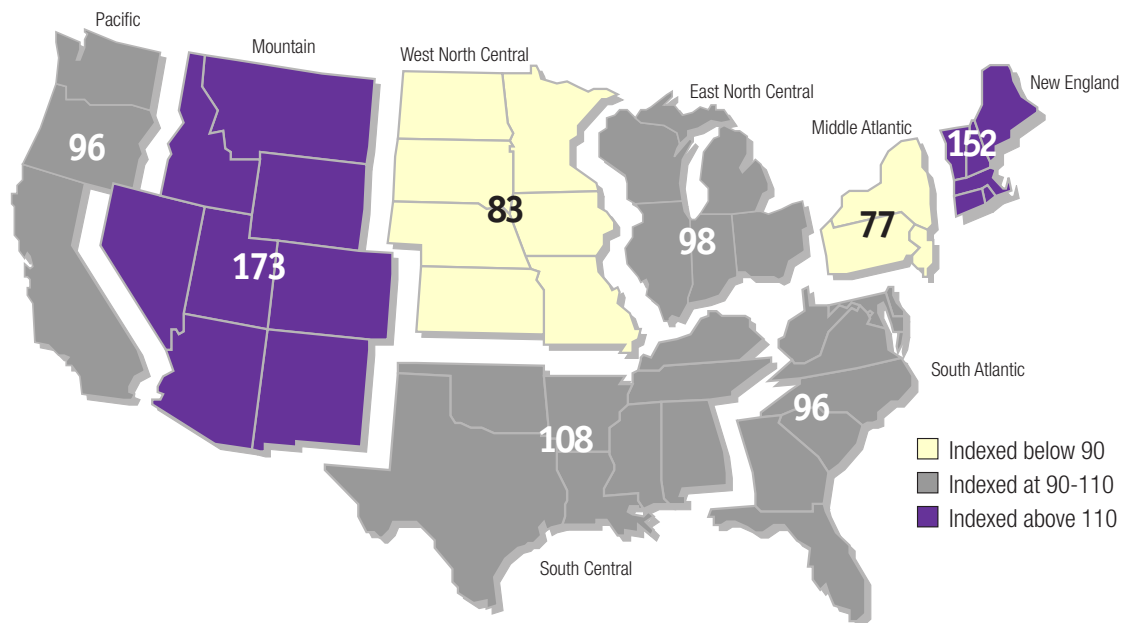 Pacific
Mountain
West North Central
East North Central
New England
Middle Atlantic
96
152
83
77
98
173
South Atlantic
96
108
Indexed below 90
Indexed at 90-110
Indexed above 110
South Central